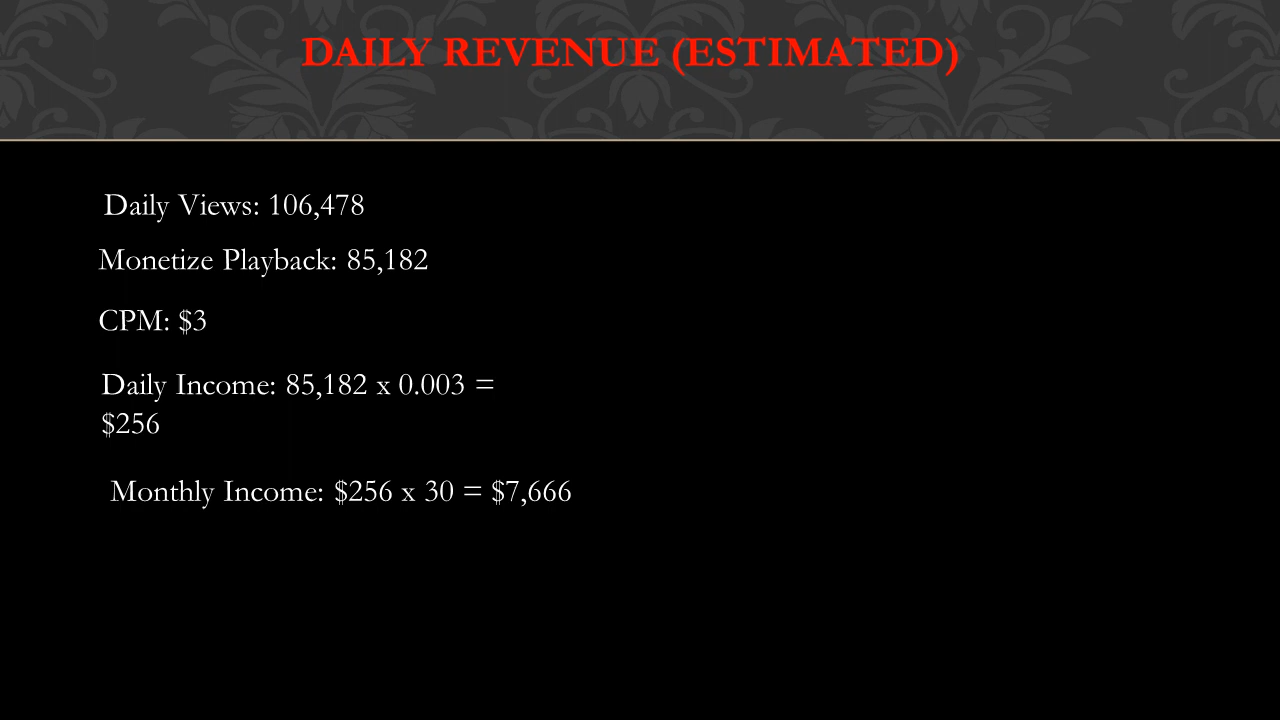 DAILY REVENUE (ESTIMATED)
Daily Views: 106,478
Monetize Playback: 85,182
CPM: $3
Daily Income: 85,182 x 0.003 =
$256
Monthly Income: $256 x 30 = $7,666